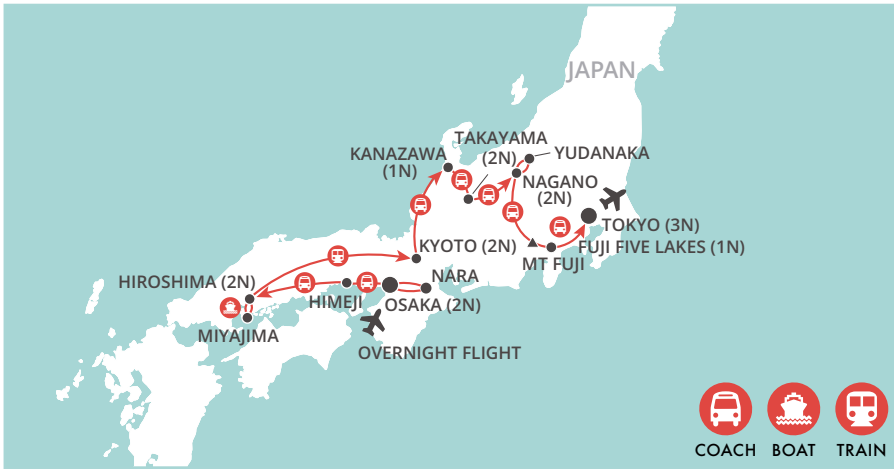 JAPAN
TAKAYAMA
(2N)
YUDANAKA
KANAZAWA
(1N)
NAGANO
(2N)
TOKYO (3N)
FUJI FIVE LAKES (1N)
MT FUJI
KYOTO (2N)
NARA
HIROSHIMA (2N)
HIMEJI
OSAKA (2N)
MIYAJIMA
OVERNIGHT FLIGHT
COACH
BOAT
TRAIN